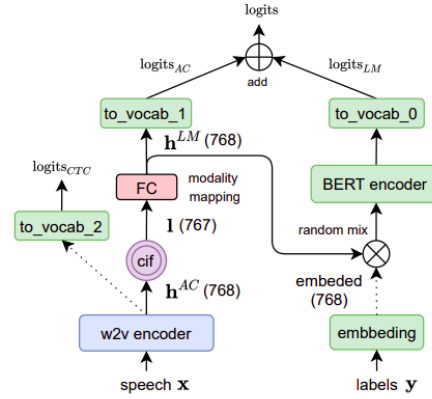 logits
logits_AC
logits_LM
add
to_vocab_1
to_vocab_0
h^LM (768)
logits_CTC
FC
modality
mapping
BERT encoder
to_vocab_2
l (767)
random mix
cif
h^AC (768)
embeded
(768)
w2v encoder
embbeding
speech x
labels y